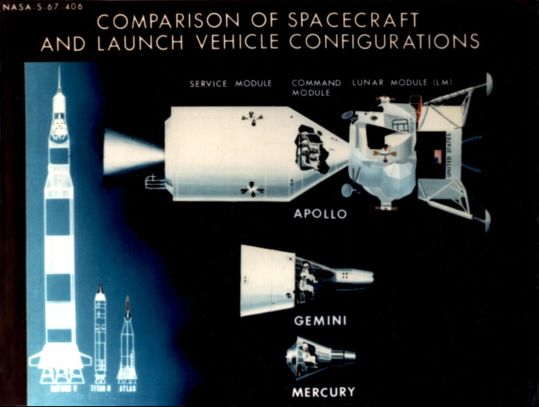 NASA-S-67-406
COMPARISON OF SPACECRAFT
AND LAUNCH VEHICLE CONFIGURATIONS
SERVICE MODULE
COMMAND
MODULE
LUNAR MODULE (LM)
UNITED STATES
APOLLO
GEMINI
MERCURY
SATURN V
TITAN II
ATLAS